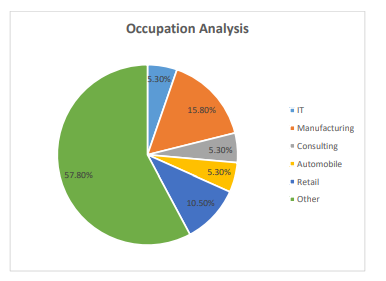 Occupation Analysis
5.30%
15.80%
5.30%
5.30%
10.50%
57.80%
IT
Manufacturing
Consulting
Automobile
Retail
Other